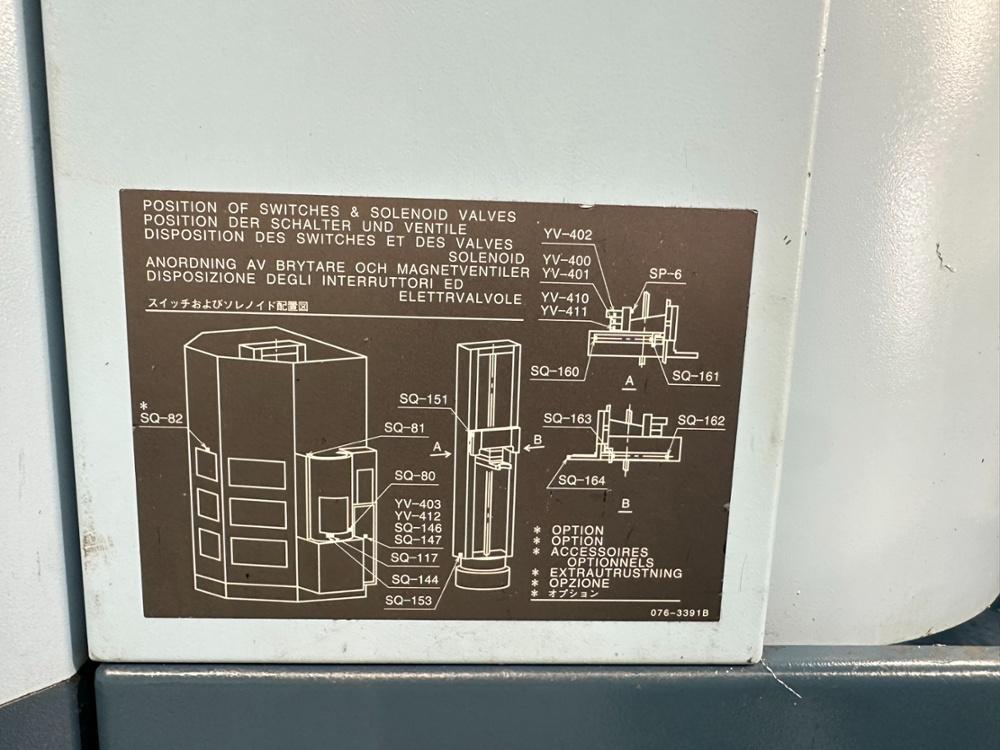 POSITION OF SWITCHES & SOLENOID VALVES
POSITION DER SCHALTER UND VENTILE
DISPOSITION DES SWITCHES ET DES VALVES
SOLENOID
ANORDNING AV BRYTARE OCH MAGNETVENTILER
DISPOSIZIONE DEGLI INTERRUTTORI ED
ELETTRVALVOLE
スイッチおよびソレノイド配置図
YV-402
YV-400
YV-401
YV-410
YV-411
SP-6
SQ-160
SQ-161
A
SQ-163
SQ-162
SQ-164
B
*
SQ-82
SQ-151
SQ-81
A
B
SQ-80
YV-403
YV-412
SQ-146
SQ-147
SQ-117
SQ-144
SQ-153
* OPTION
* OPTION
* ACCESSOIRES
OPTIONNELS
* EXTRAUTRUSTNING
* OPZIONE
* オプション
076-3391B